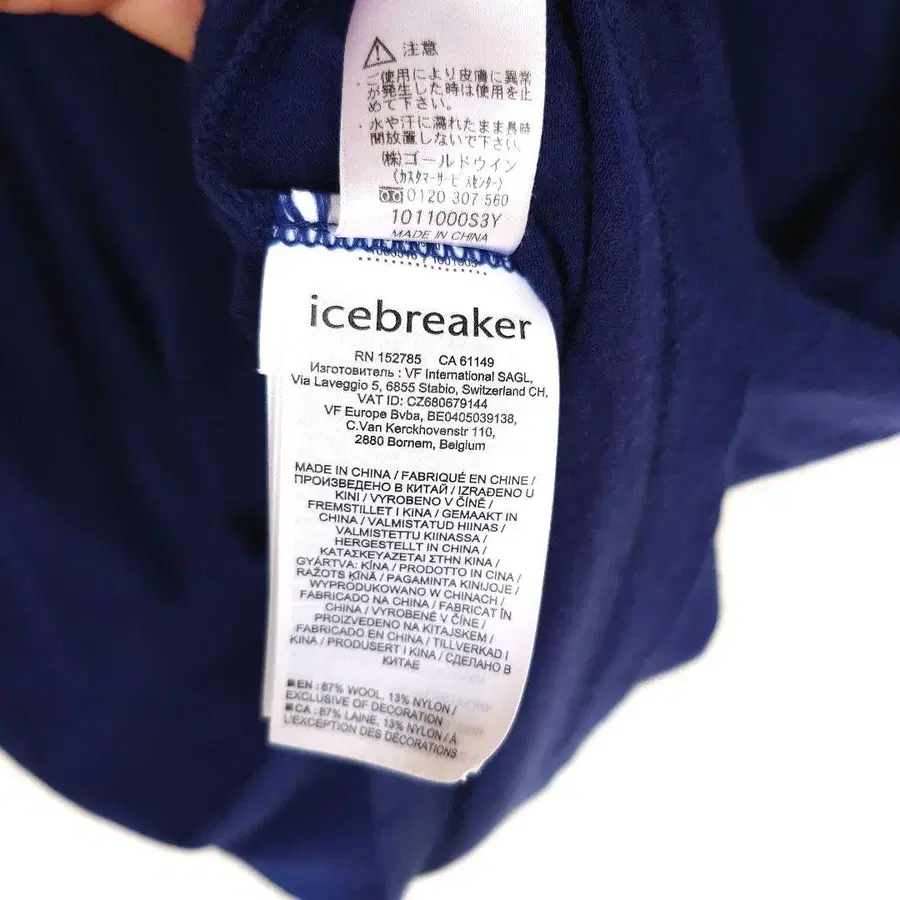 注意
・ご使用により皮膚に異常
が発生した時は使用を止
めて下さい。
・水や汗に濡れたまま長時
間放置しないで下さい。
(株)ゴールドウイン
(カスタマーサービスセンター)
0120 307 560
1011000S3Y
MADE IN CHINA
icebreaker
RN 152785 CA 61149
Изготовитель : VF International SAGL,
Via Laveggio 5, 6855 Stabio, Switzerland CH,
VAT ID: CZ680679144
VF Europe Bvba, BE0405039138,
C.Van Kerckhovenstr 110,
2880 Bornem, Belgium
MADE IN CHINA / FABRIQUÉ EN CHINE /
ПРОИЗВЕДЕНО В КИТАЙ / IZRAĐENO U
KINI / VYROBENO V ČÍNĚ /
FREMSTILLET I KINA / GEMAAKT IN
CHINA / VALMISTATUD HIINAS /
VALMISTETTU KIINASSA /
HERGESTELLT IN CHINA /
ΚΑΤΑΣΚΕΥΑΖΕΤΑΙ ΣΤΗΝ ΚΙΝΑ /
GYÁRTVA: KÍNA / PRODOTTO IN CINA /
RAŽOTS ĶĪNĀ / PAGAMINTA KINIJOJE /
WYPRODUKOWANO W CHINACH /
FABRICADO NA CHINA / FABRICAT ÎN
CHINA / VYROBENÉ V ČÍNE /
PROIZVEDENO NA KITAJSKEM /
FABRICADO EN CHINA / TILLVERKAD I
KINA / PRODUSERT I KINA / СДЕЛАНО В
КИТАЕ
EN : 87% WOOL, 13% NYLON /
EXCLUSIVE OF DECORATION
CA : 87% LAINE, 13% NYLON / À
L'EXCEPTION DES DÉCORATIONS